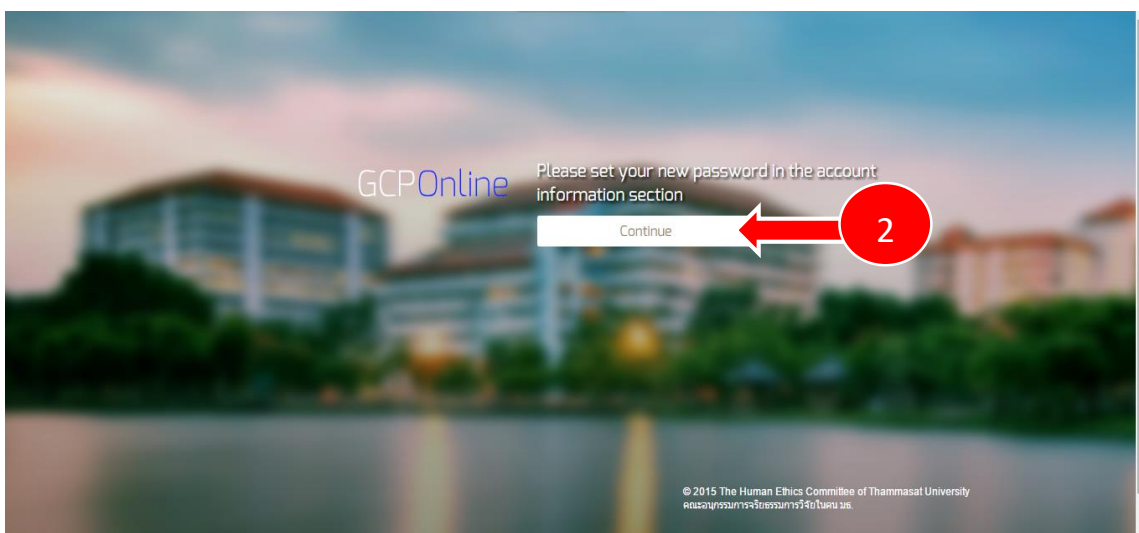 GCPOnline
Please set your new password in the account
information section
Continue
2
© 2015 The Human Ethics Committee of Thammasat University
คณะอนุกรรมการจริยธรรมการวิจัยในคน มธ.